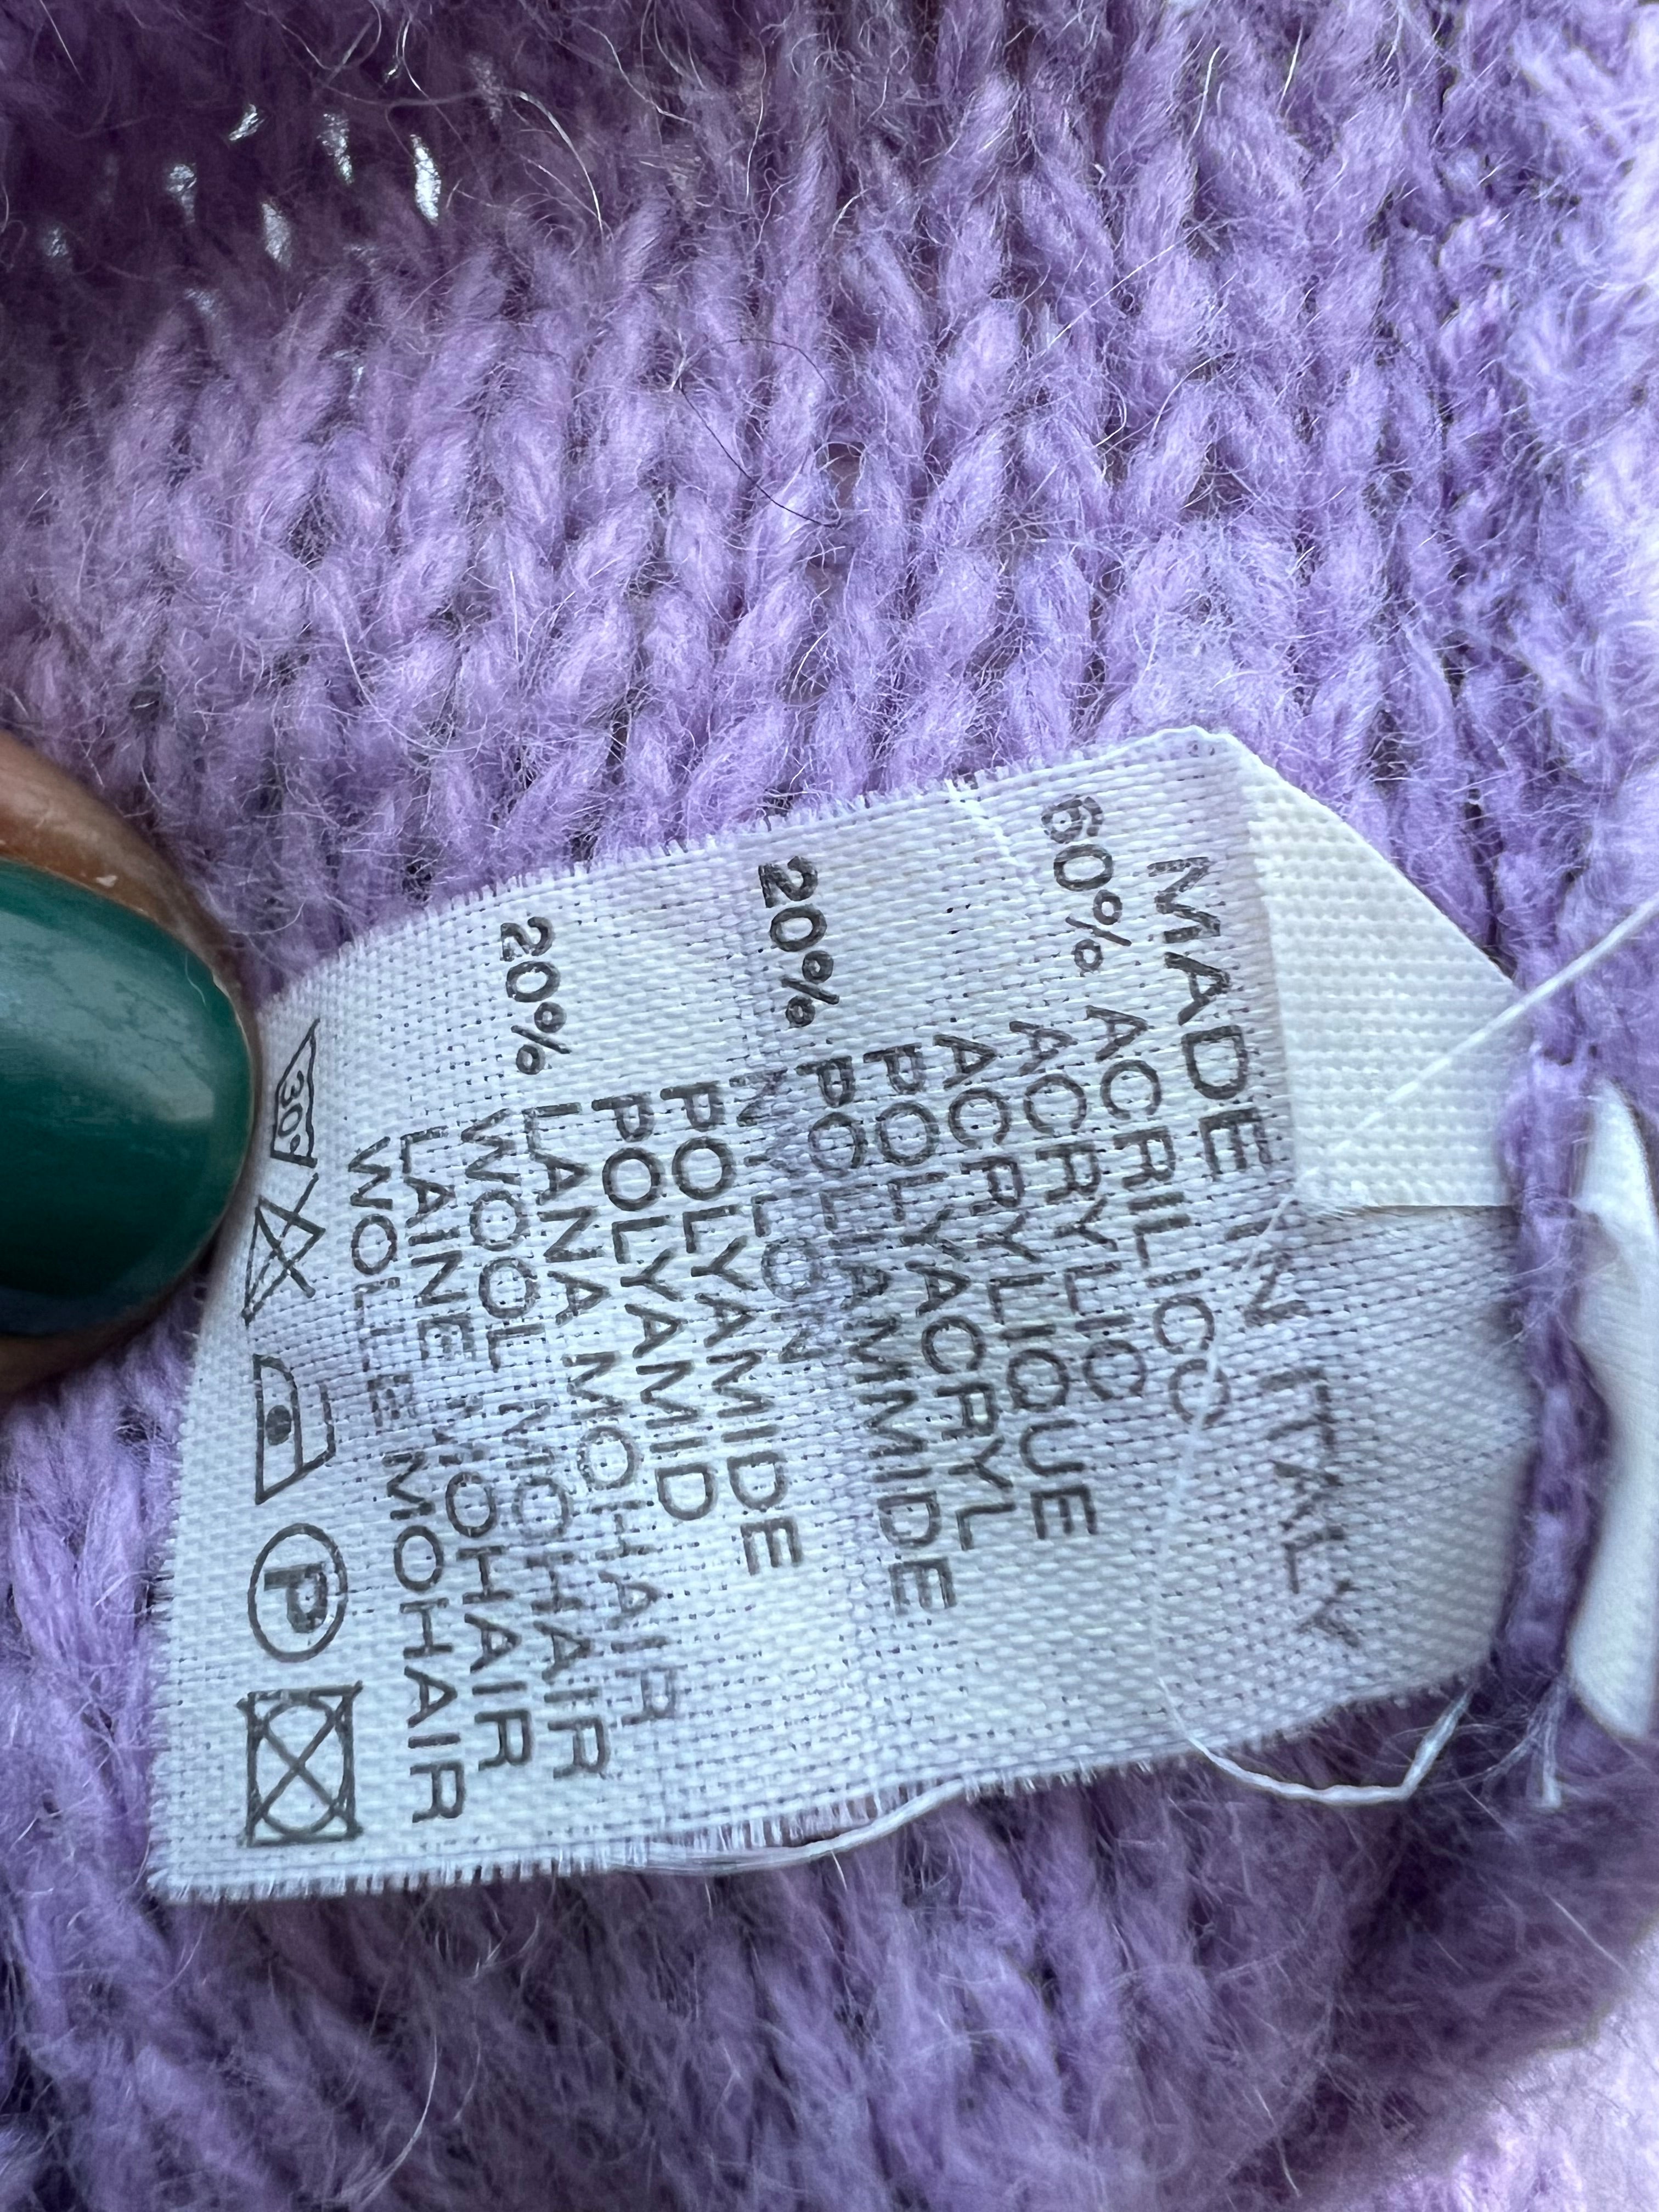 MADE IN ITALY
60% ACRILICO
ACRYLIC
ACRYLIQUE
POLYACRYL
20% POLIAMMIDE
NYLON
POLYAMIDE
POLYAMID
20% LANA MOHAIR
WOOL MOHAIR
LAINE MOHAIR
WOLLE MOHAIR
30° P